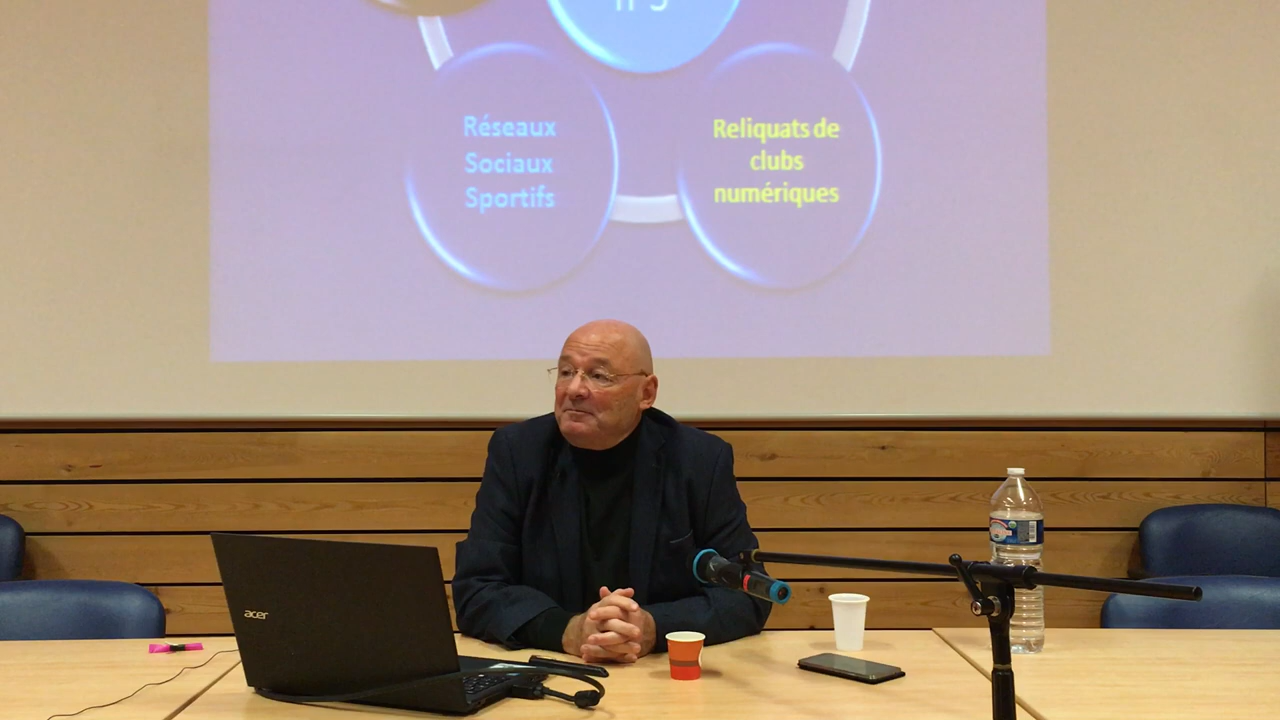 Réseaux
Sociaux
Sportifs
Reliquats de
clubs
numériques
acer